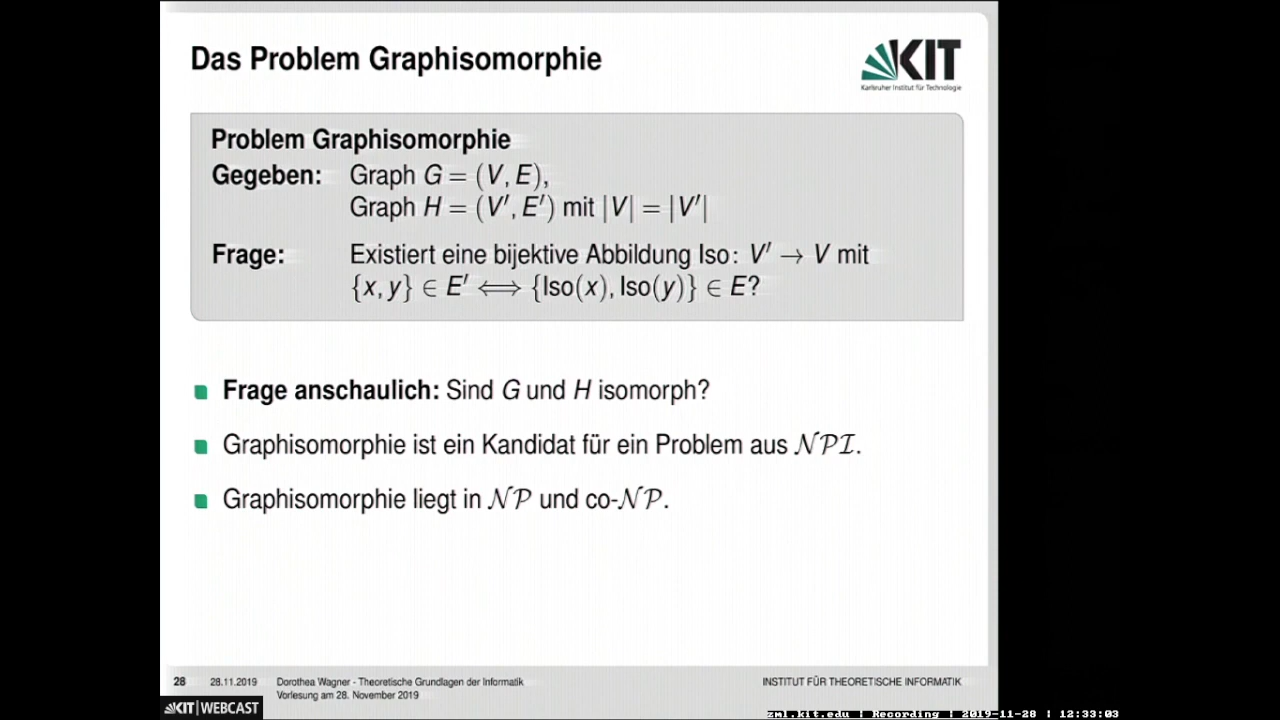 Das Problem Graphisomorphie
KIT
Karlsruher Institut für Technologie
Problem Graphisomorphie
Gegeben: Graph G = (V, E),
Graph H = (V′, E′) mit |V| = |V′|
Frage: Existiert eine bijektive Abbildung Iso: V′ → V mit
{x, y} ∈ E′ ⟺ {Iso(x), Iso(y)} ∈ E?
Frage anschaulich: Sind G und H isomorph?
Graphisomorphie ist ein Kandidat für ein Problem aus 𝒩𝒫ℐ.
Graphisomorphie liegt in 𝒩𝒫 und co-𝒩𝒫.
28 28.11.2019 Dorothea Wagner - Theoretische Grundlagen der Informatik INSTITUT FÜR THEORETISCHE INFORMATIK
Vorlesung am 28. November 2019
KIT | WEBCAST
zml.kit.edu | Recording | 2019-11-28 | 12:33:03